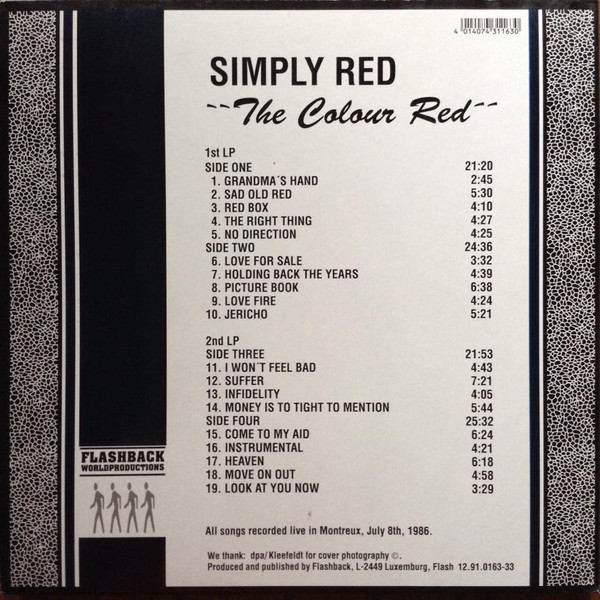 4 014074 311630
SIMPLY RED
--The Colour Red--
1st LP
SIDE ONE 21:20
1. GRANDMA´S HAND 2:45
2. SAD OLD RED 5:30
3. RED BOX 4:10
4. THE RIGHT THING 4:27
5. NO DIRECTION 4:25
SIDE TWO 24:36
6. LOVE FOR SALE 3:32
7. HOLDING BACK THE YEARS 4:39
8. PICTURE BOOK 6:38
9. LOVE FIRE 4:24
10. JERICHO 5:21
2nd LP
SIDE THREE 21:53
11. I WON´T FEEL BAD 4:43
12. SUFFER 7:21
13. INFIDELITY 4:05
14. MONEY IS TO TIGHT TO MENTION 5:44
SIDE FOUR 25:32
15. COME TO MY AID 6:24
16. INSTRUMENTAL 4:21
17. HEAVEN 6:18
18. MOVE ON OUT 4:58
19. LOOK AT YOU NOW 3:29
FLASHBACK
WORLDPRODUCTIONS
All songs recorded live in Montreux, July 8th, 1986.
We thank: dpa/Kleefeldt for cover photography ©.
Produced and published by Flashback, L-2449 Luxemburg, Flash 12.91.0163-33